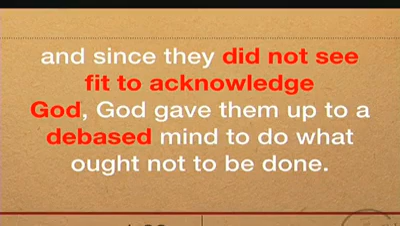 and since they did not see
fit to acknowledge
God, God gave them up to a
debased mind to do what
ought not to be done.